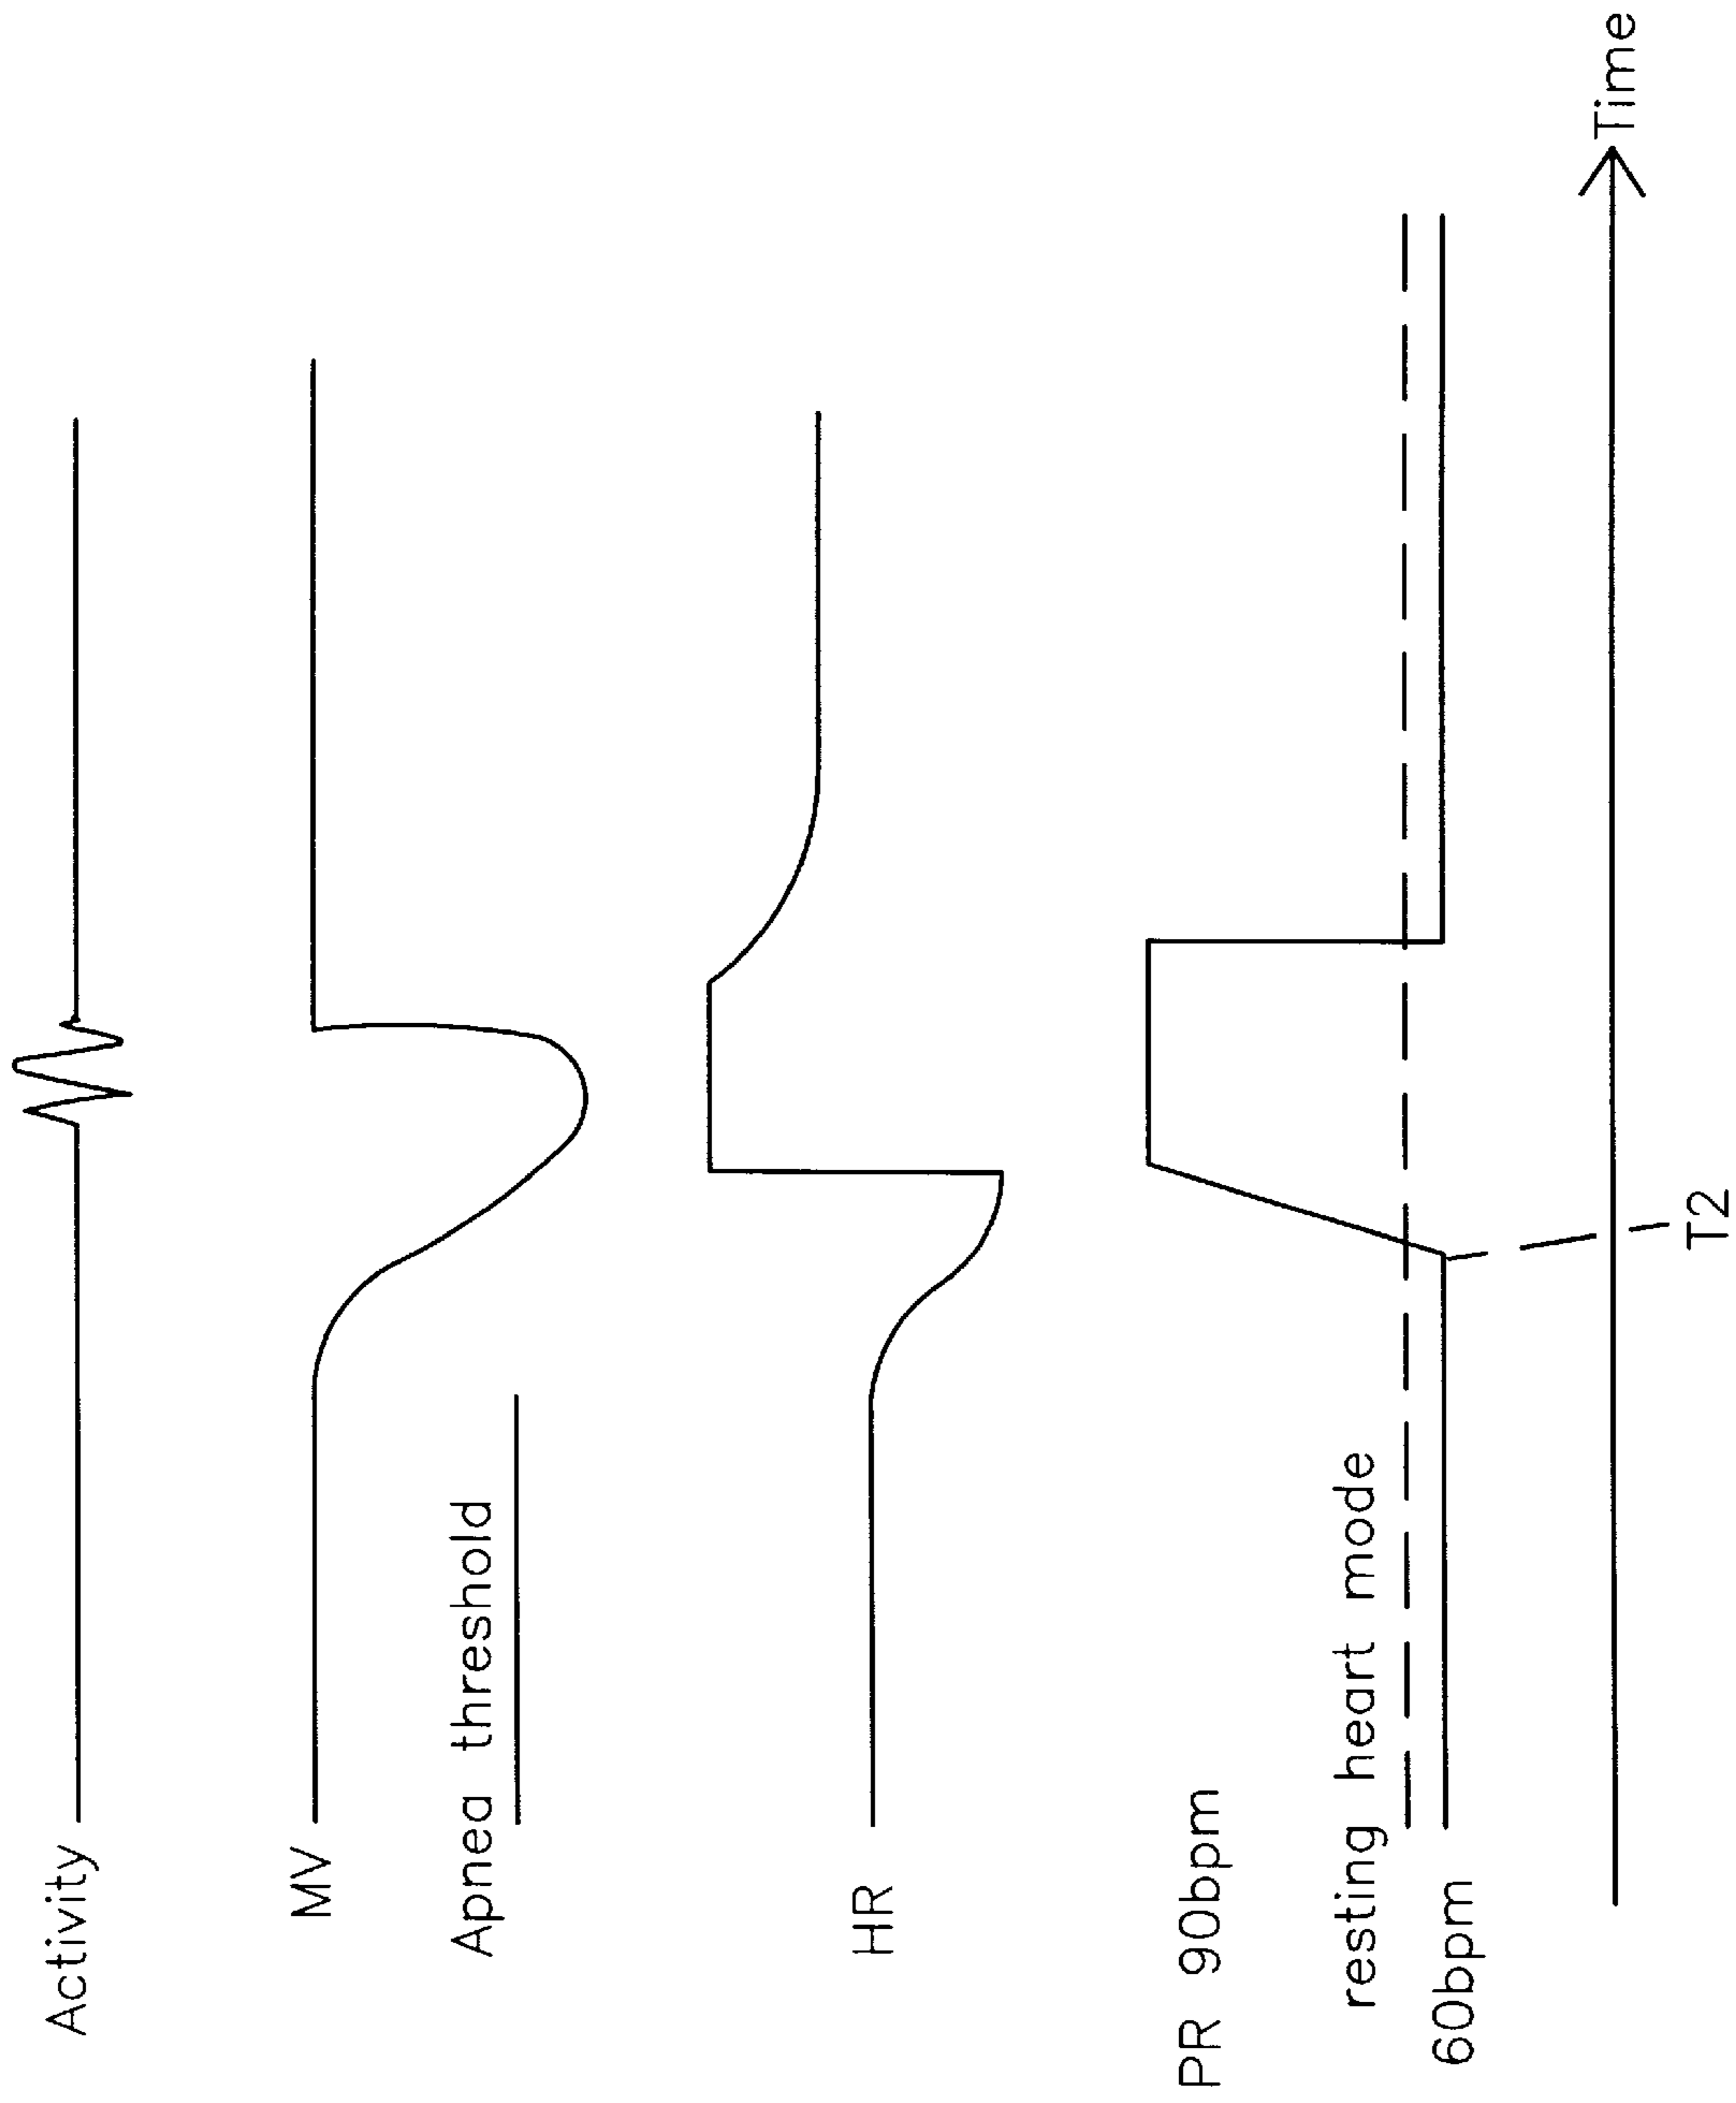 Activity
MV
Apnea threshold
HR
PR 90bpm
resting heart mode
60bpm
T2
Time